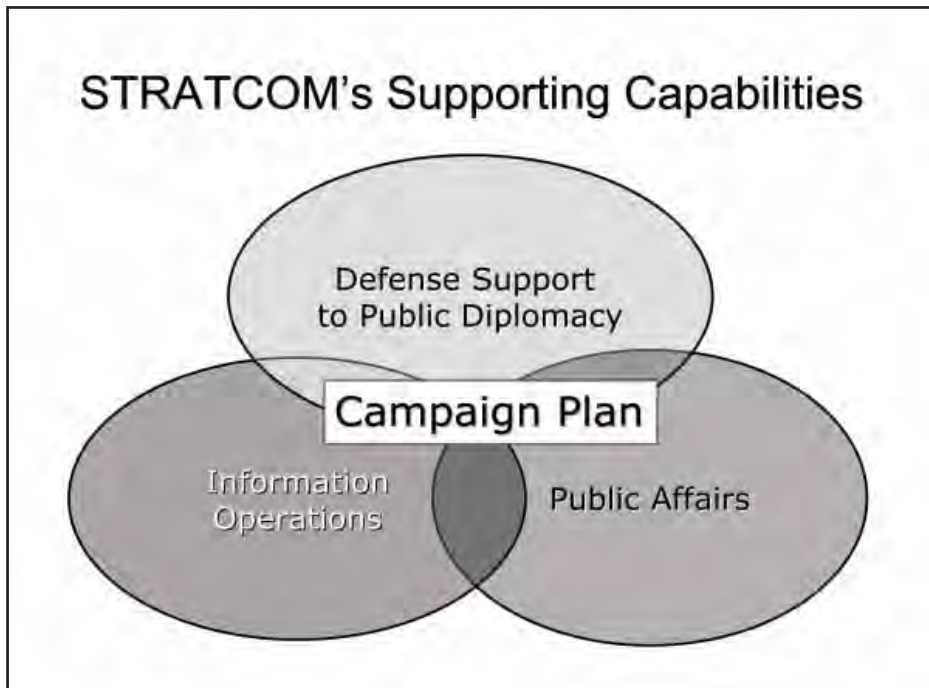 STRATCOM's Supporting Capabilities
Defense Support
to Public Diplomacy
Campaign Plan
Information
Operations
Public Affairs